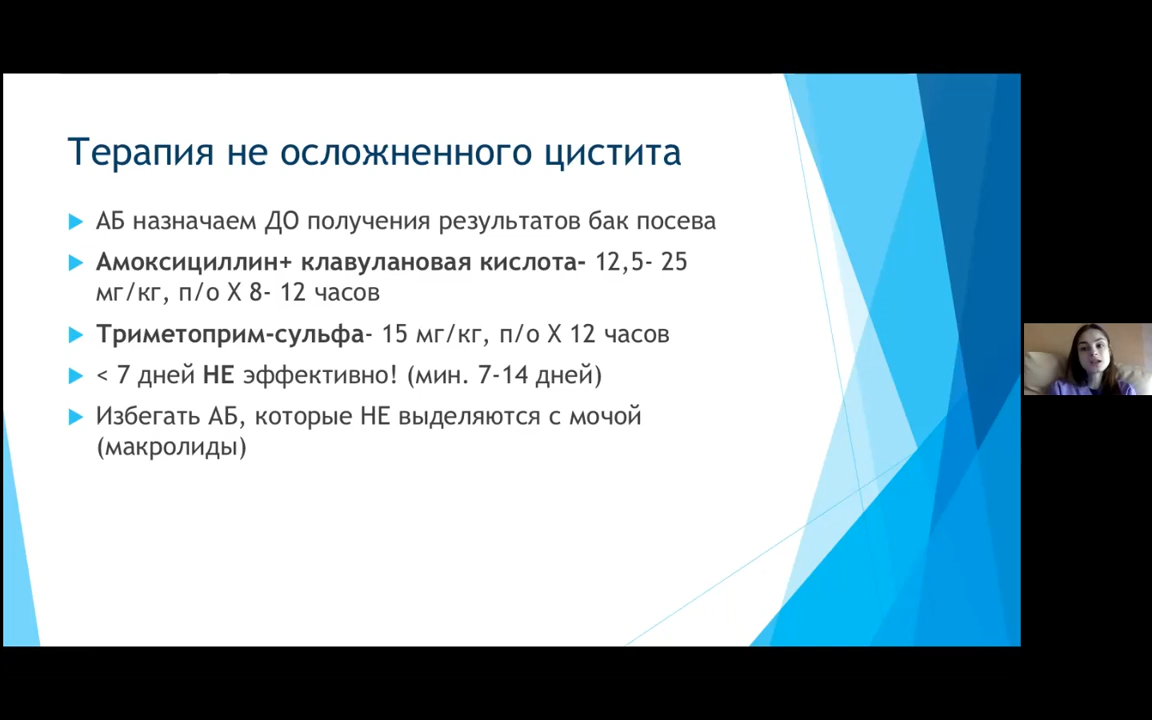 Терапия не осложненного цистита
АБ назначаем ДО получения результатов бак посева
Амоксициллин+ клавулановая кислота- 12,5- 25
мг/кг, п/о Х 8- 12 часов
Триметоприм-сульфа- 15 мг/кг, п/о Х 12 часов
< 7 дней НЕ эффективно! (мин. 7-14 дней)
Избегать АБ, которые НЕ выделяются с мочой
(макролиды)